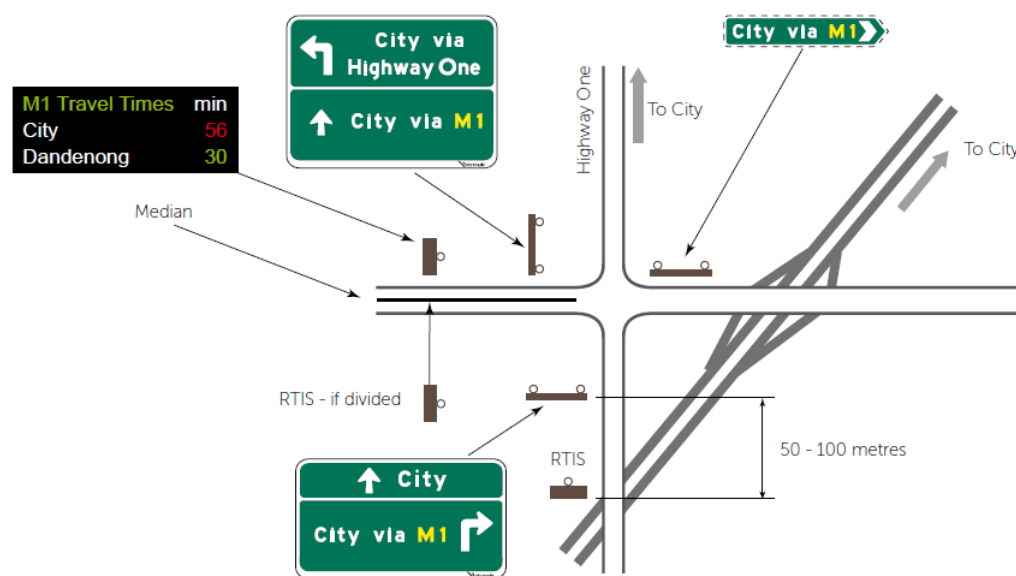 City via
Highway One
City via M1
City via M1
M1 Travel Times min
City 56
Dandenong 30
Highway One
To City
To City
Median
RTIS - if divided
RTIS
50 - 100 metres
City
City via M1